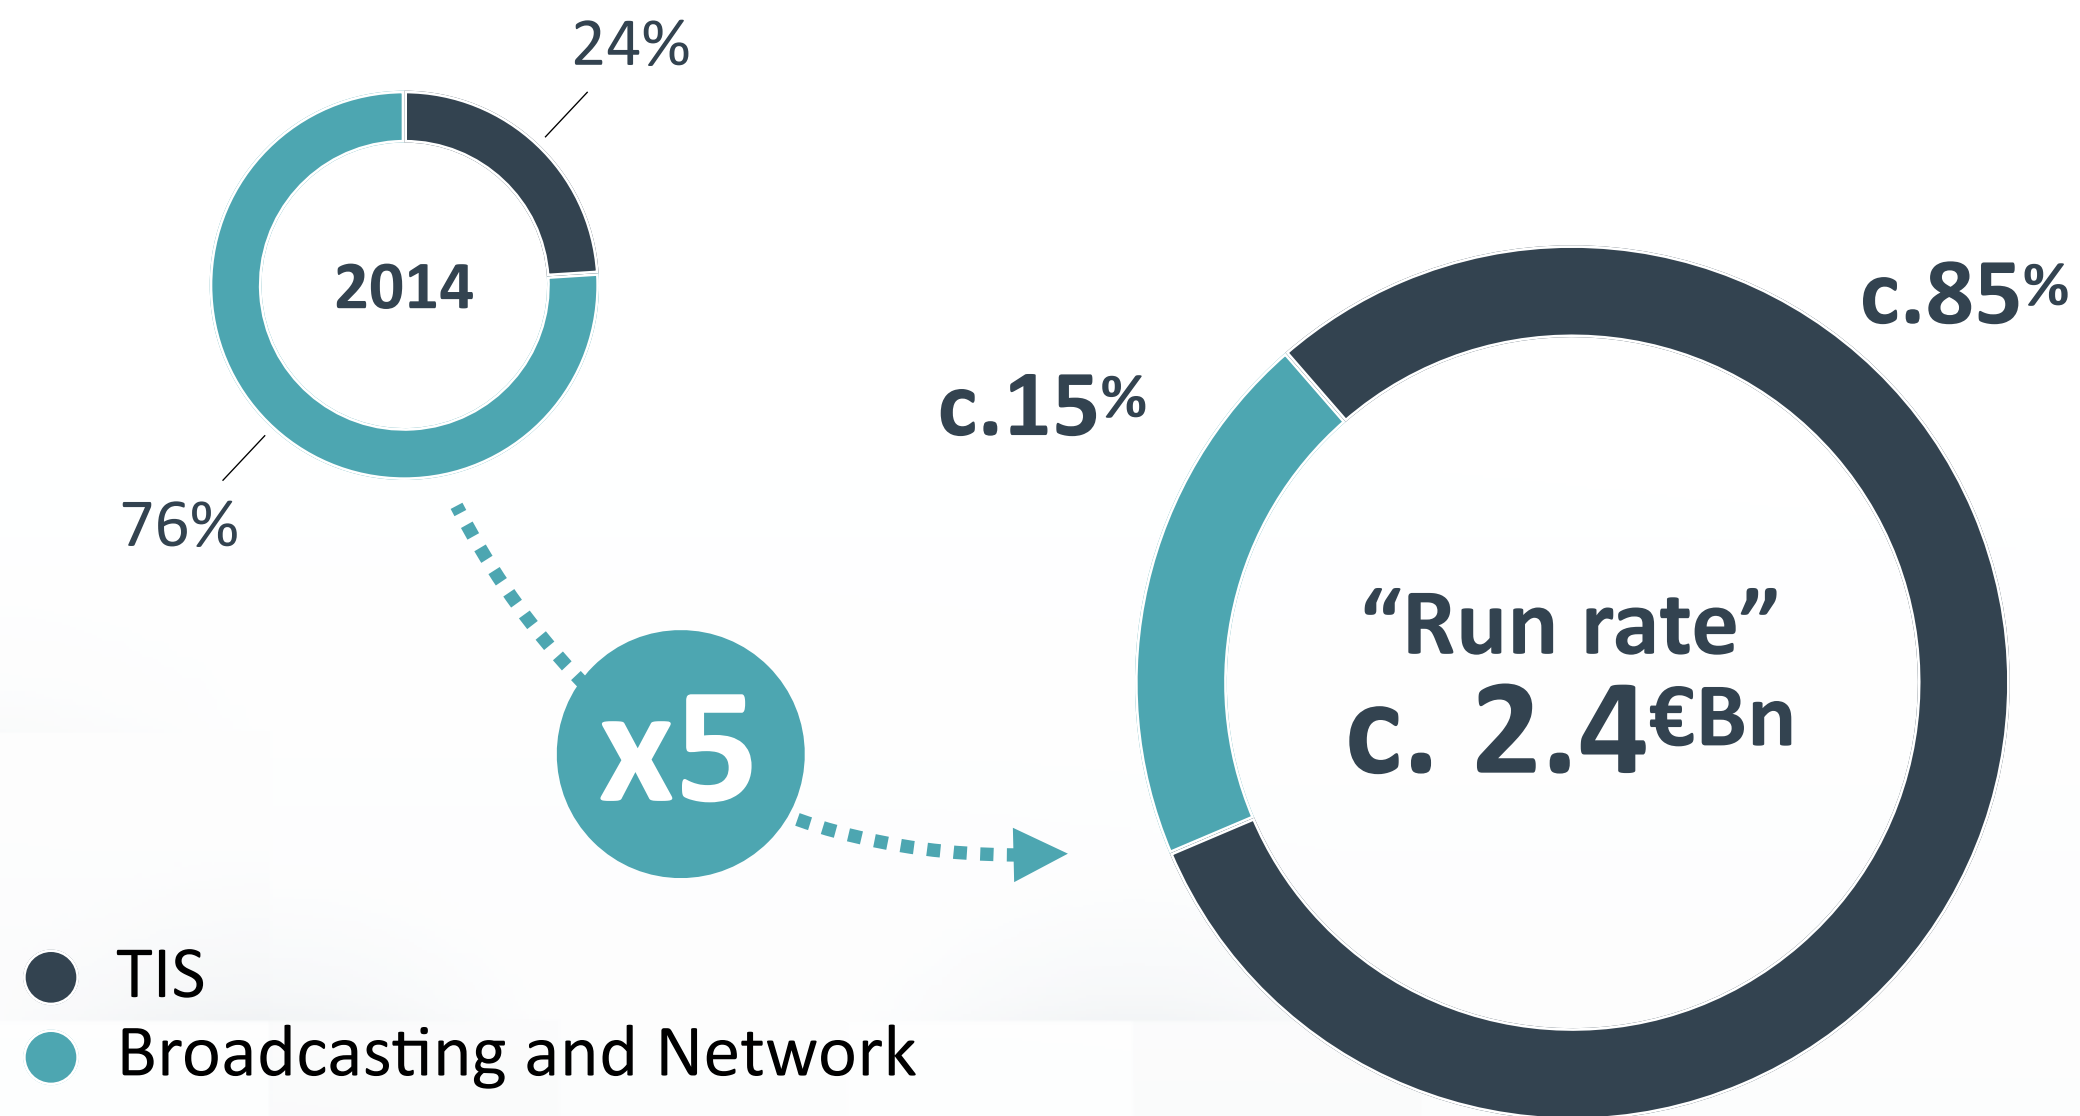 24%
2014
76%
x5
c.85%
c.15%
“Run rate”
c. 2.4€Bn
TIS
Broadcasting and Network